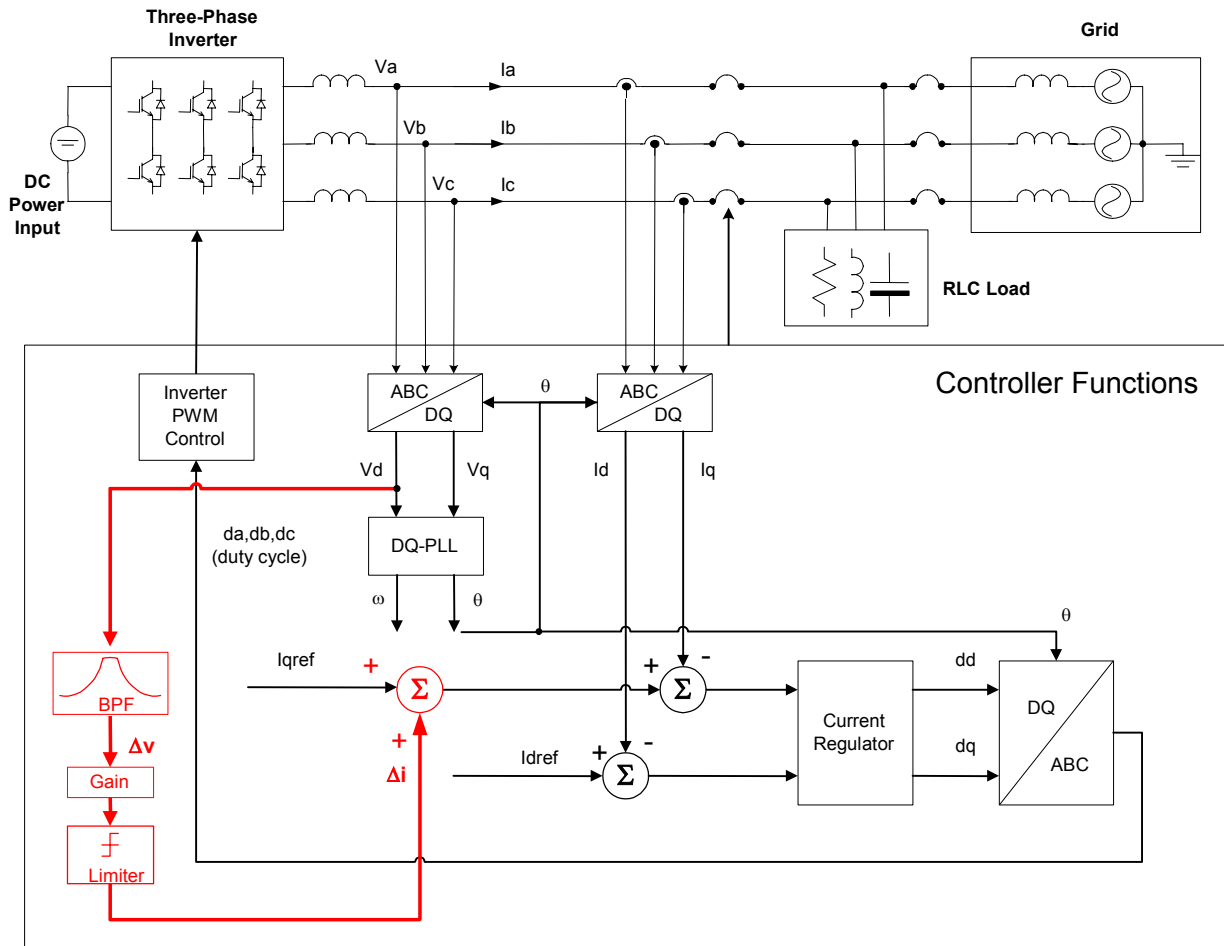 Three-Phase
Inverter
Grid
Va
Ia
Vb
Ib
Vc
Ic
DC
Power
Input
RLC Load
Controller Functions
Inverter
PWM
Control
ABC
DQ
θ
ABC
DQ
Vd
Vq
Id
Iq
da,db,dc
(duty cycle)
DQ-PLL
ω
θ
θ
BPF
Iqref
+
Σ
+
-
Σ
dd
Δv
+
Δi
Idref
+
-
Σ
Current
Regulator
dq
DQ
ABC
Gain
Limiter